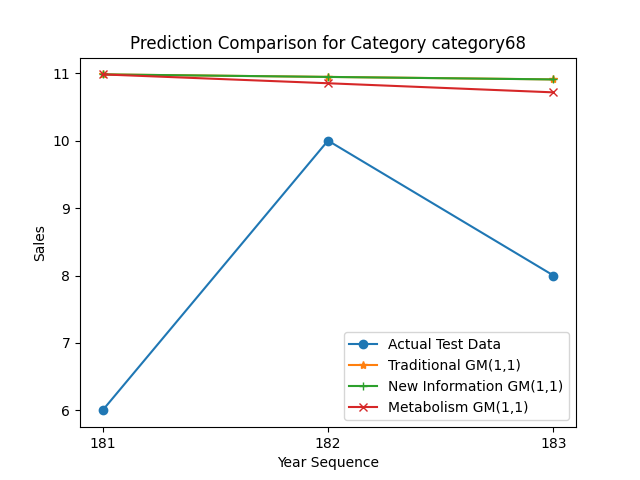 Prediction Comparison for Category category68
11
10
9
8
7
6
Sales
Actual Test Data
Traditional GM(1,1)
New Information GM(1,1)
Metabolism GM(1,1)
181
182
183
Year Sequence